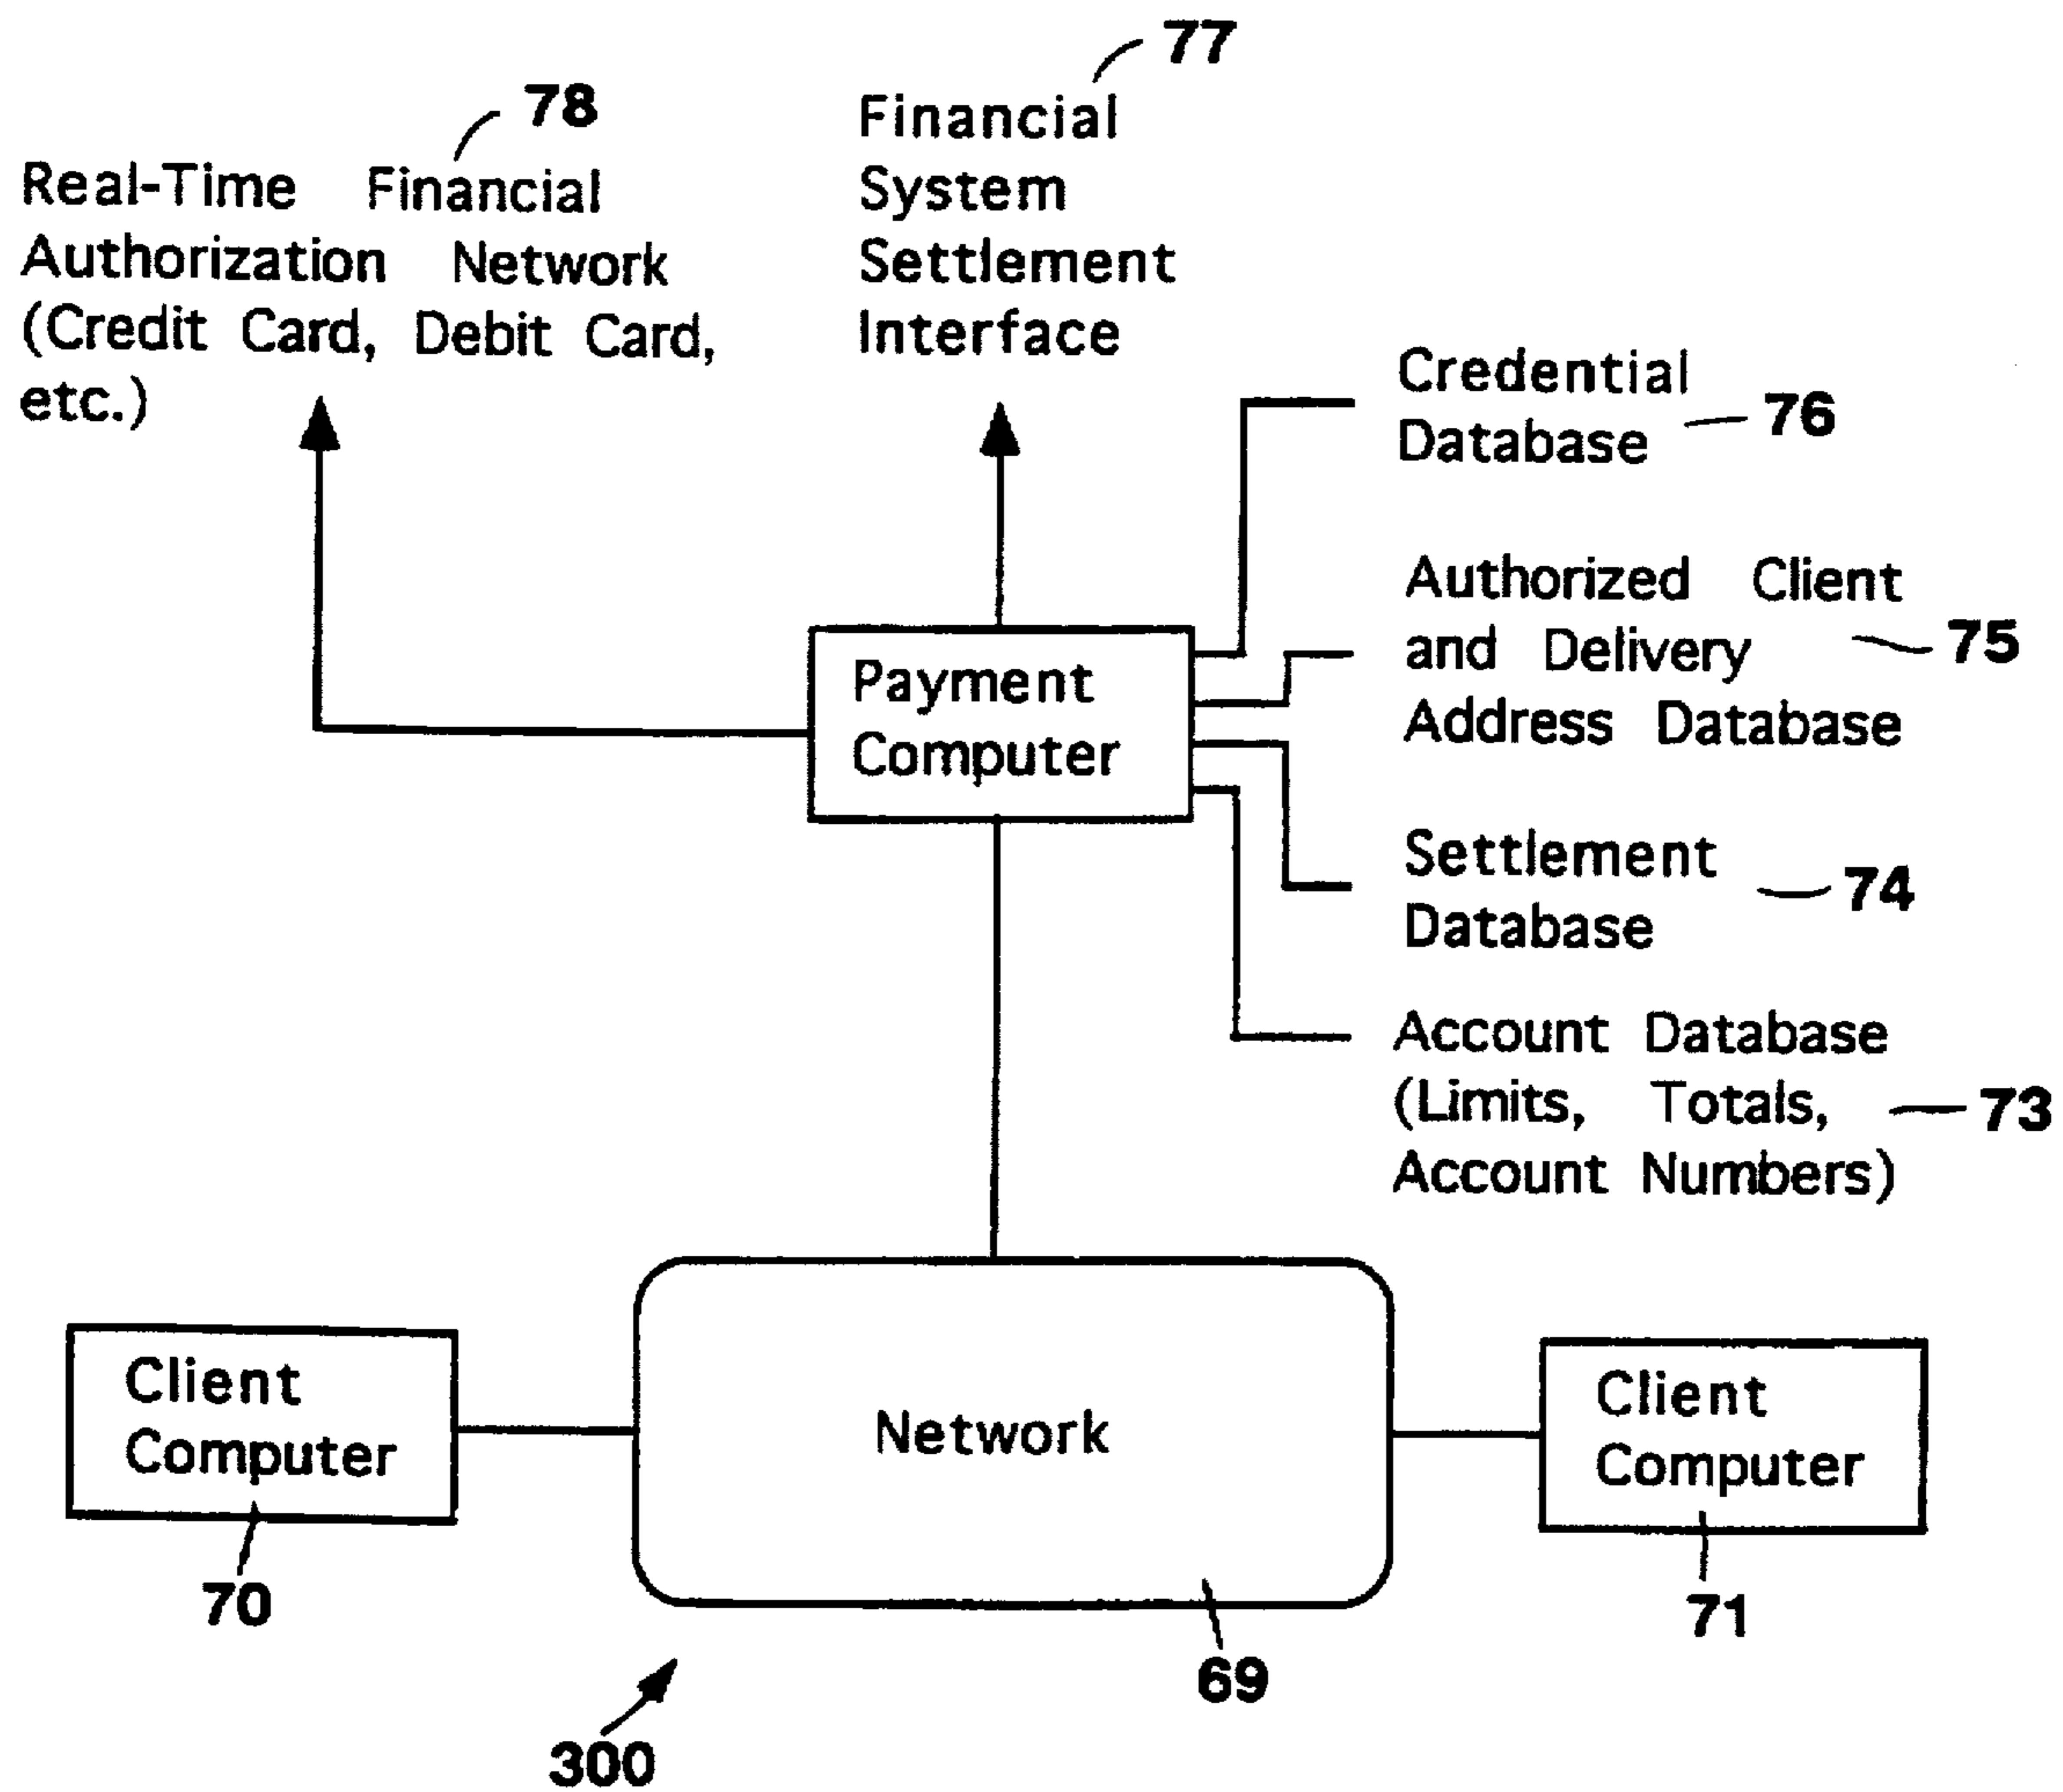 77
78
Financial
System
Settlement
Interface
Real-Time Financial
Authorization Network
(Credit Card, Debit Card,
etc.)
Credential
Database
76
Authorized Client
and Delivery
Address Database
75
Payment
Computer
Settlement
Database
74
Account Database
(Limits, Totals,
Account Numbers)
73
Client
Computer
70
Network
69
Client
Computer
71
300